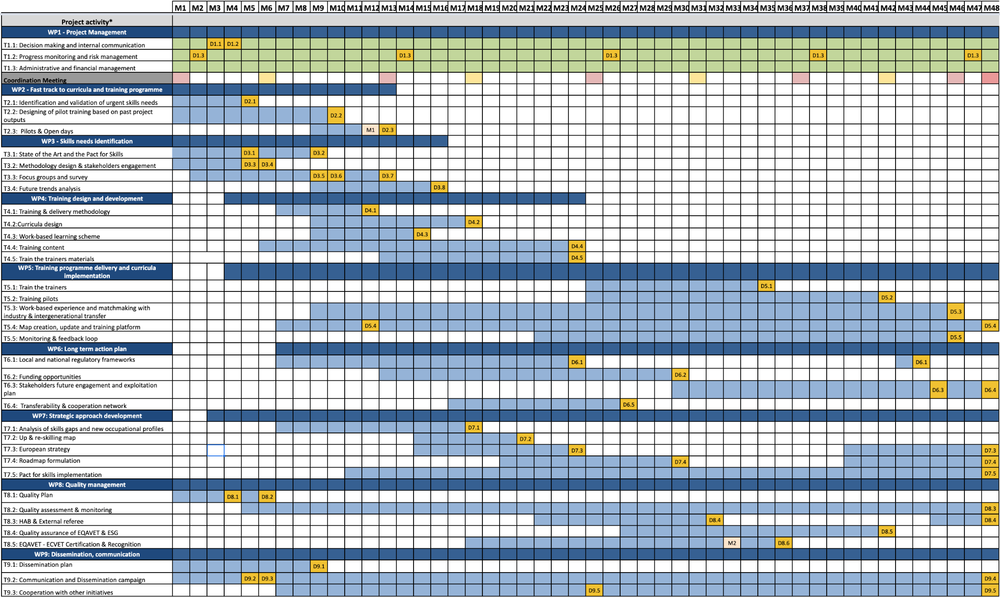 M1 M2 M3 M4 M5 M6 M7 M8 M9 M10 M11 M12 M13 M14 M15 M16 M17 M18 M19 M20 M21 M22 M23 M24 M25 M26 M27 M28 M29 M30 M31 M32 M33 M34 M35 M36 M37 M38 M39 M40 M41 M42 M43 M44 M45 M46 M47 M48
Project activity*
WP1 - Project Management
T1.1: Decision making and internal communication D1.1 D1.2
T1.2: Progress monitoring and risk management D1.3 D1.3 D1.3 D1.3 D1.3
T1.3: Administrative and financial management
Coordination Meeting
WP2 - Fast track to curricula and training programme
T2.1: Identification and validation of urgent skills needs D2.1
T2.2: Designing of pilot training based on past project
outputs D2.2
T2.3: Pilots & Open days M1 D2.3
WP3 - Skills needs identification
T3.1: State of the Art and the Pact for Skills D3.1 D3.2
T3.2: Methodology design & stakeholders engagement D3.3 D3.4
T3.3: Focus groups and survey D3.5 D3.6 D3.7
T3.4: Future trends analysis D3.8
WP4: Training design and development
T4.1: Training & delivery methodology D4.1
T4.2:Curricula design D4.2
T4.3: Work-based learning scheme D4.3
T4.4: Training content D4.4
T4.5: Train the trainers materials D4.5
WP5: Training programme delivery and curricula
implementation
T5.1: Train the trainers D5.1
T5.2: Training pilots D5.2
T5.3: Work-based experience and matchmaking with
industry & intergenerational transfer D5.3
T5.4: Map creation, update and training platform D5.4 D5.4
T5.5: Monitoring & feedback loop D5.5
WP6: Long term action plan
T6.1: Local and national regulatory frameworks D6.1 D6.1
T6.2: Funding opportunities D6.2
T6.3: Stakeholders future engagement and exploitation
plan D6.3 D6.4
T6.4: Transferability & cooperation network D6.5
WP7: Strategic approach development
T7.1: Analysis of skills gaps and new occupational profiles D7.1
T7.2: Up & re-skilling map D7.2
T7.3: European strategy D7.3 D7.3
T7.4: Roadmap formulation D7.4 D7.4
T7.5: Pact for skills implementation D7.5
WP8: Quality management
T8.1: Quality Plan D8.1 D8.2
T8.2: Quality assessment & monitoring D8.3
T8.3: HAB & External referee D8.4 D8.4
T8.4: Quality assurance of EQAVET & ESG D8.5
T8.5: EQAVET - ECVET Certification & Recognition M2 D8.6
WP9: Dissemination, communication
T9.1: Dissemination plan D9.1
T9.2: Communication and Dissemination campaign D9.2 D9.3 D9.4
T9.3: Cooperation with other initiatives D9.5 D9.5